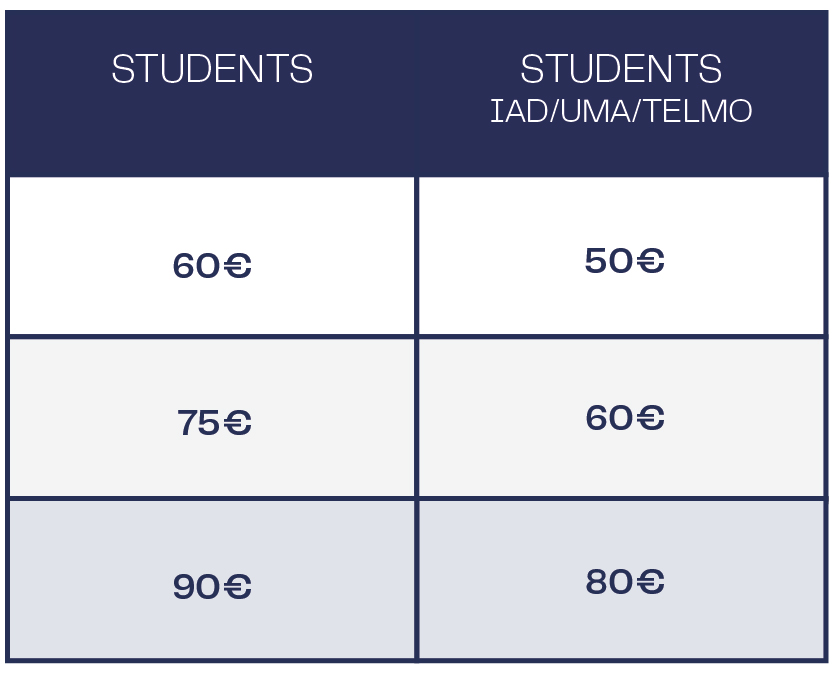 STUDENTS
STUDENTS
IAD/UMA/TELMO
60€
50€
75€
60€
90€
80€